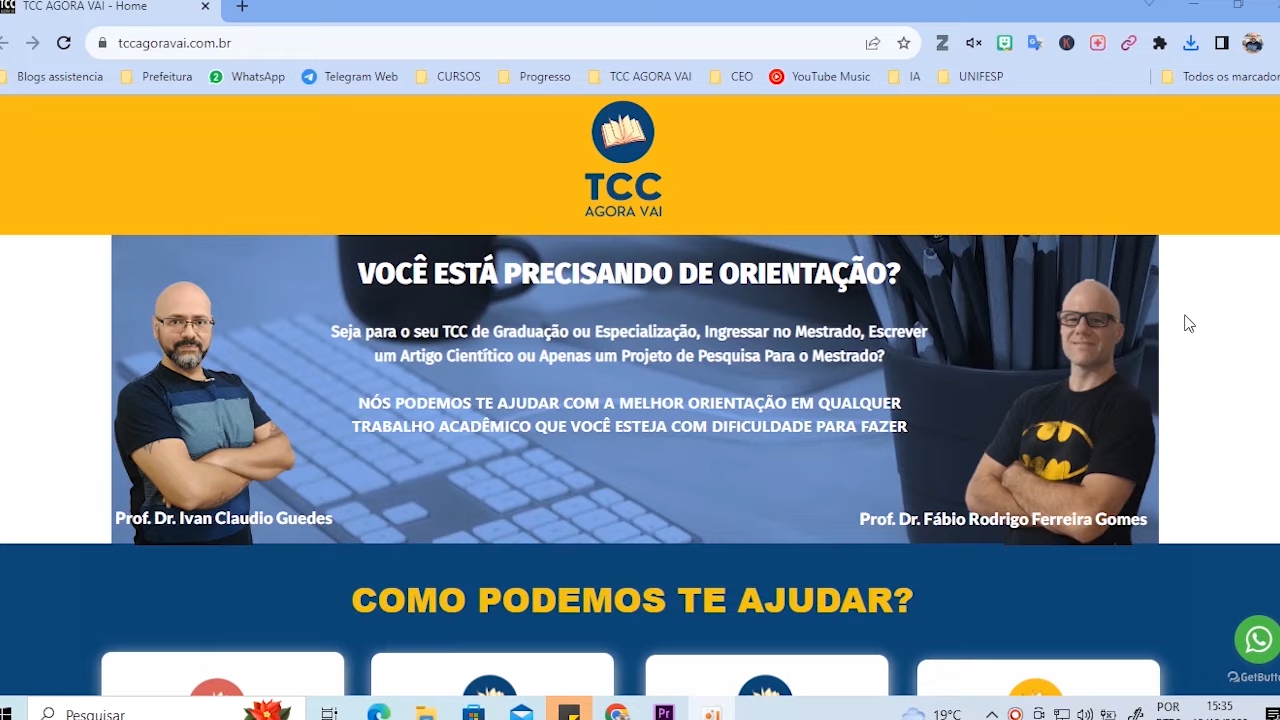 TCC
TCC AGORA VAI - Home
tccagoravai.com.br
Blogs assistencia
Prefeitura
2
WhatsApp
Telegram Web
CURSOS
Progresso
TCC AGORA VAI
CEO
YouTube Music
IA
UNIFESP
Todos os marcador
TCC
AGORA VAI
VOCÊ ESTÁ PRECISANDO DE ORIENTAÇÃO?
Seja para o seu TCC de Graduação ou Especialização, Ingressar no Mestrado, Escrever
um Artigo Científico ou Apenas um Projeto de Pesquisa Para o Mestrado?
NÓS PODEMOS TE AJUDAR COM A MELHOR ORIENTAÇÃO EM QUALQUER
TRABALHO ACADÊMICO QUE VOCÊ ESTEJA COM DIFICULDADE PARA FAZER
Prof. Dr. Ivan Claudio Guedes
Prof. Dr. Fábio Rodrigo Ferreira Gomes
COMO PODEMOS TE AJUDAR?
GetButt
Pesquisar
Pr
19°C
POR
15:35